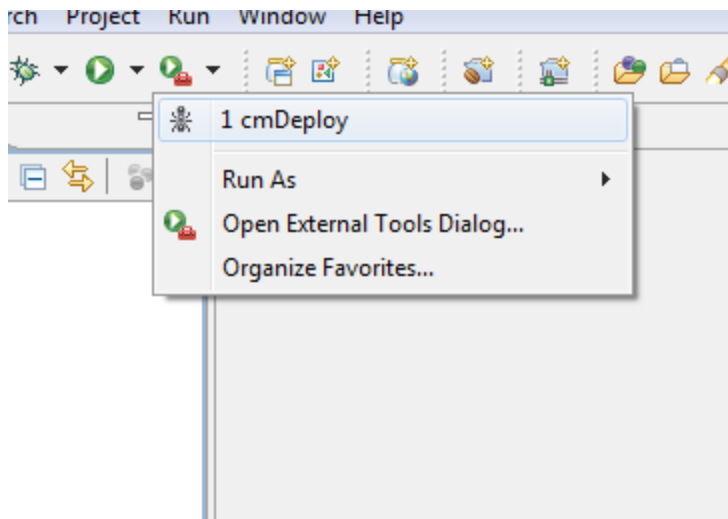 rch Project Run Window Help
1 cmDeploy
Run As
Open External Tools Dialog...
Organize Favorites...